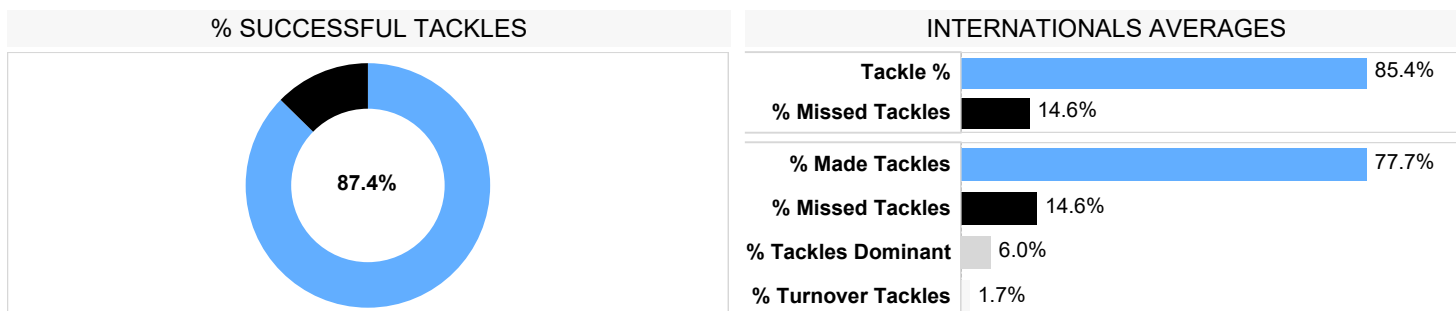 % SUCCESSFUL TACKLES
87.4%
INTERNATIONALS AVERAGES
Tackle % 85.4%
% Missed Tackles 14.6%
% Made Tackles 77.7%
% Missed Tackles 14.6%
% Tackles Dominant 6.0%
% Turnover Tackles 1.7%